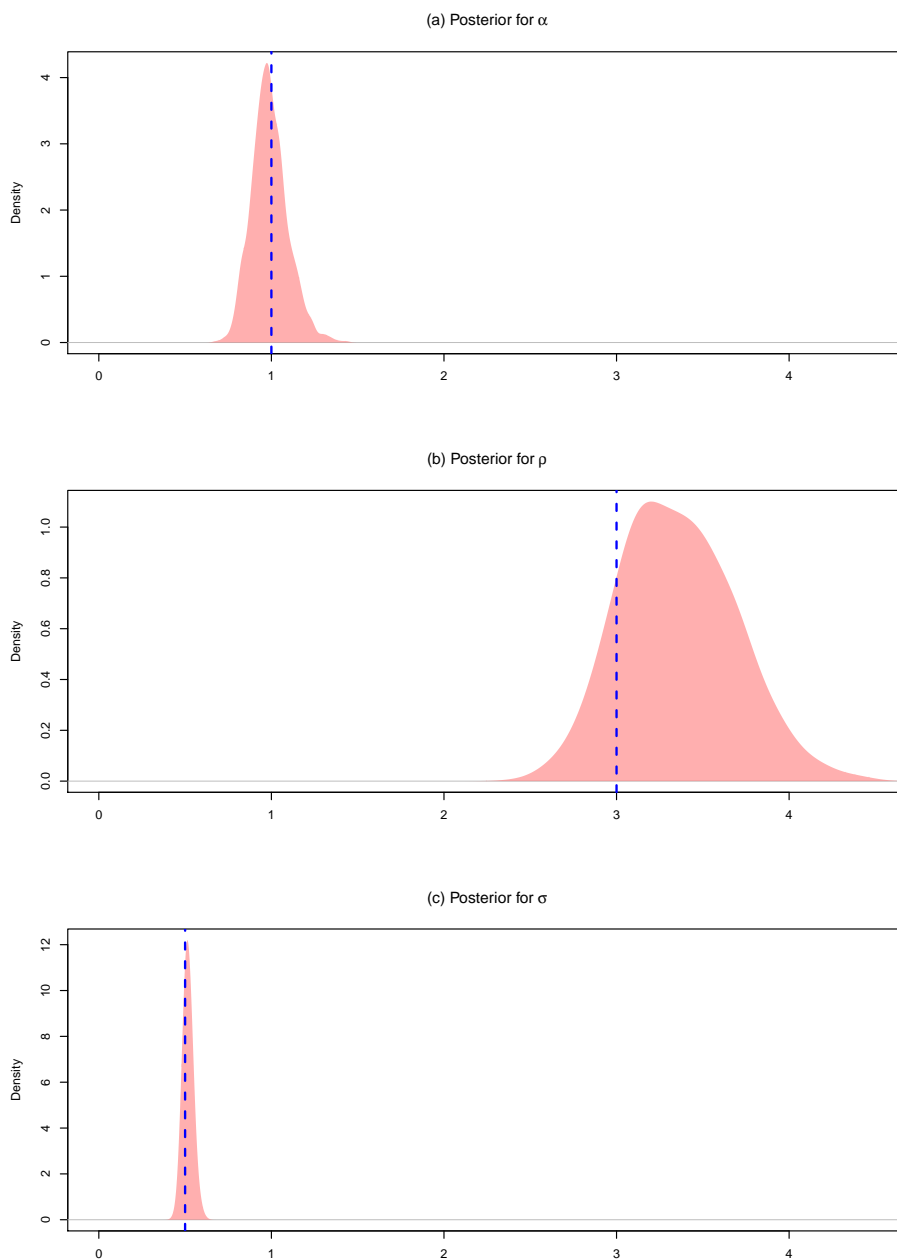 (a) Posterior for α
Density
0 1 2 3 4
0 1 2 3 4
(b) Posterior for ρ
Density
0.0 0.2 0.4 0.6 0.8 1.0
0 1 2 3 4
(c) Posterior for σ
Density
0 2 4 6 8 10 12
0 1 2 3 4